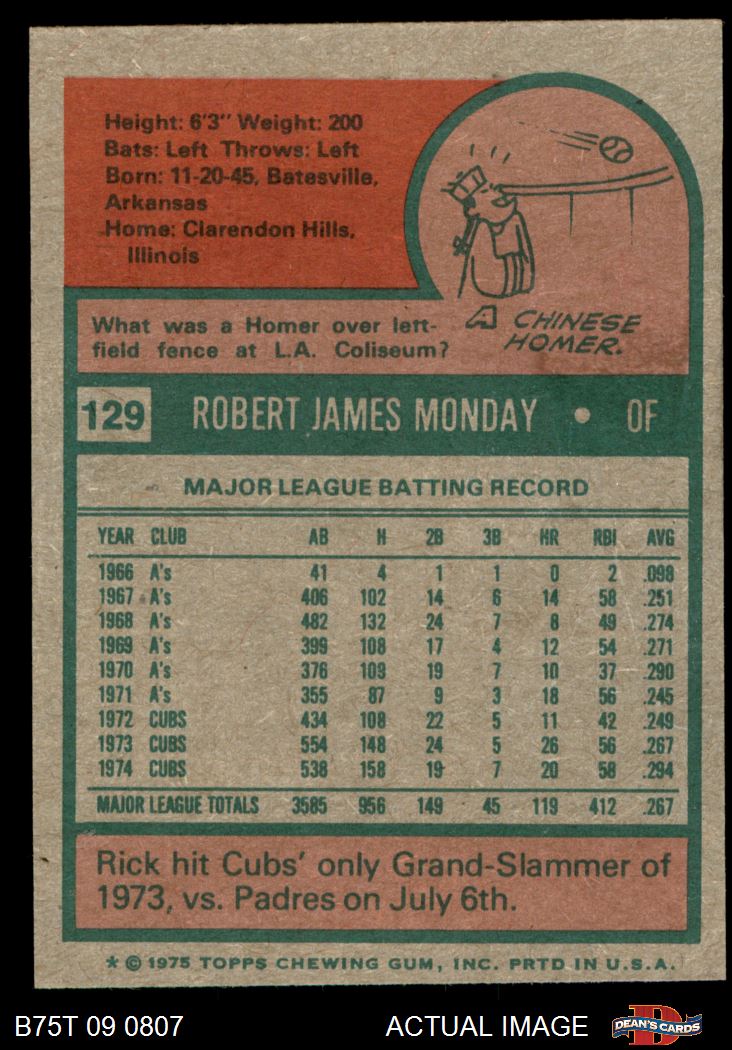 Height: 6'3" Weight: 200
Bats: Left Throws: Left
Born: 11-20-45, Batesville,
Arkansas
Home: Clarendon Hills,
Illinois
What was a Homer over left-
field fence at L.A. Coliseum?
A CHINESE
HOMER.
129 ROBERT JAMES MONDAY • OF
MAJOR LEAGUE BATTING RECORD
YEAR CLUB AB H 2B 3B HR RBI AVG
1966 A's 41 4 1 1 0 2 .098
1967 A's 406 102 14 6 14 58 .251
1968 A's 482 132 24 7 8 49 .274
1969 A's 399 108 17 4 12 54 .271
1970 A's 376 109 19 7 10 37 .290
1971 A's 355 87 9 3 18 56 .245
1972 CUBS 434 108 22 5 11 42 .249
1973 CUBS 554 148 24 5 26 56 .267
1974 CUBS 538 158 19 7 20 58 .294
MAJOR LEAGUE TOTALS 3585 956 149 45 119 412 .267
Rick hit Cubs' only Grand-Slammer of
1973, vs. Padres on July 6th.
* © 1975 TOPPS CHEWING GUM, INC. PRTD IN U.S.A.
B75T 09 0807 ACTUAL IMAGE
D
DEAN'S CARDS